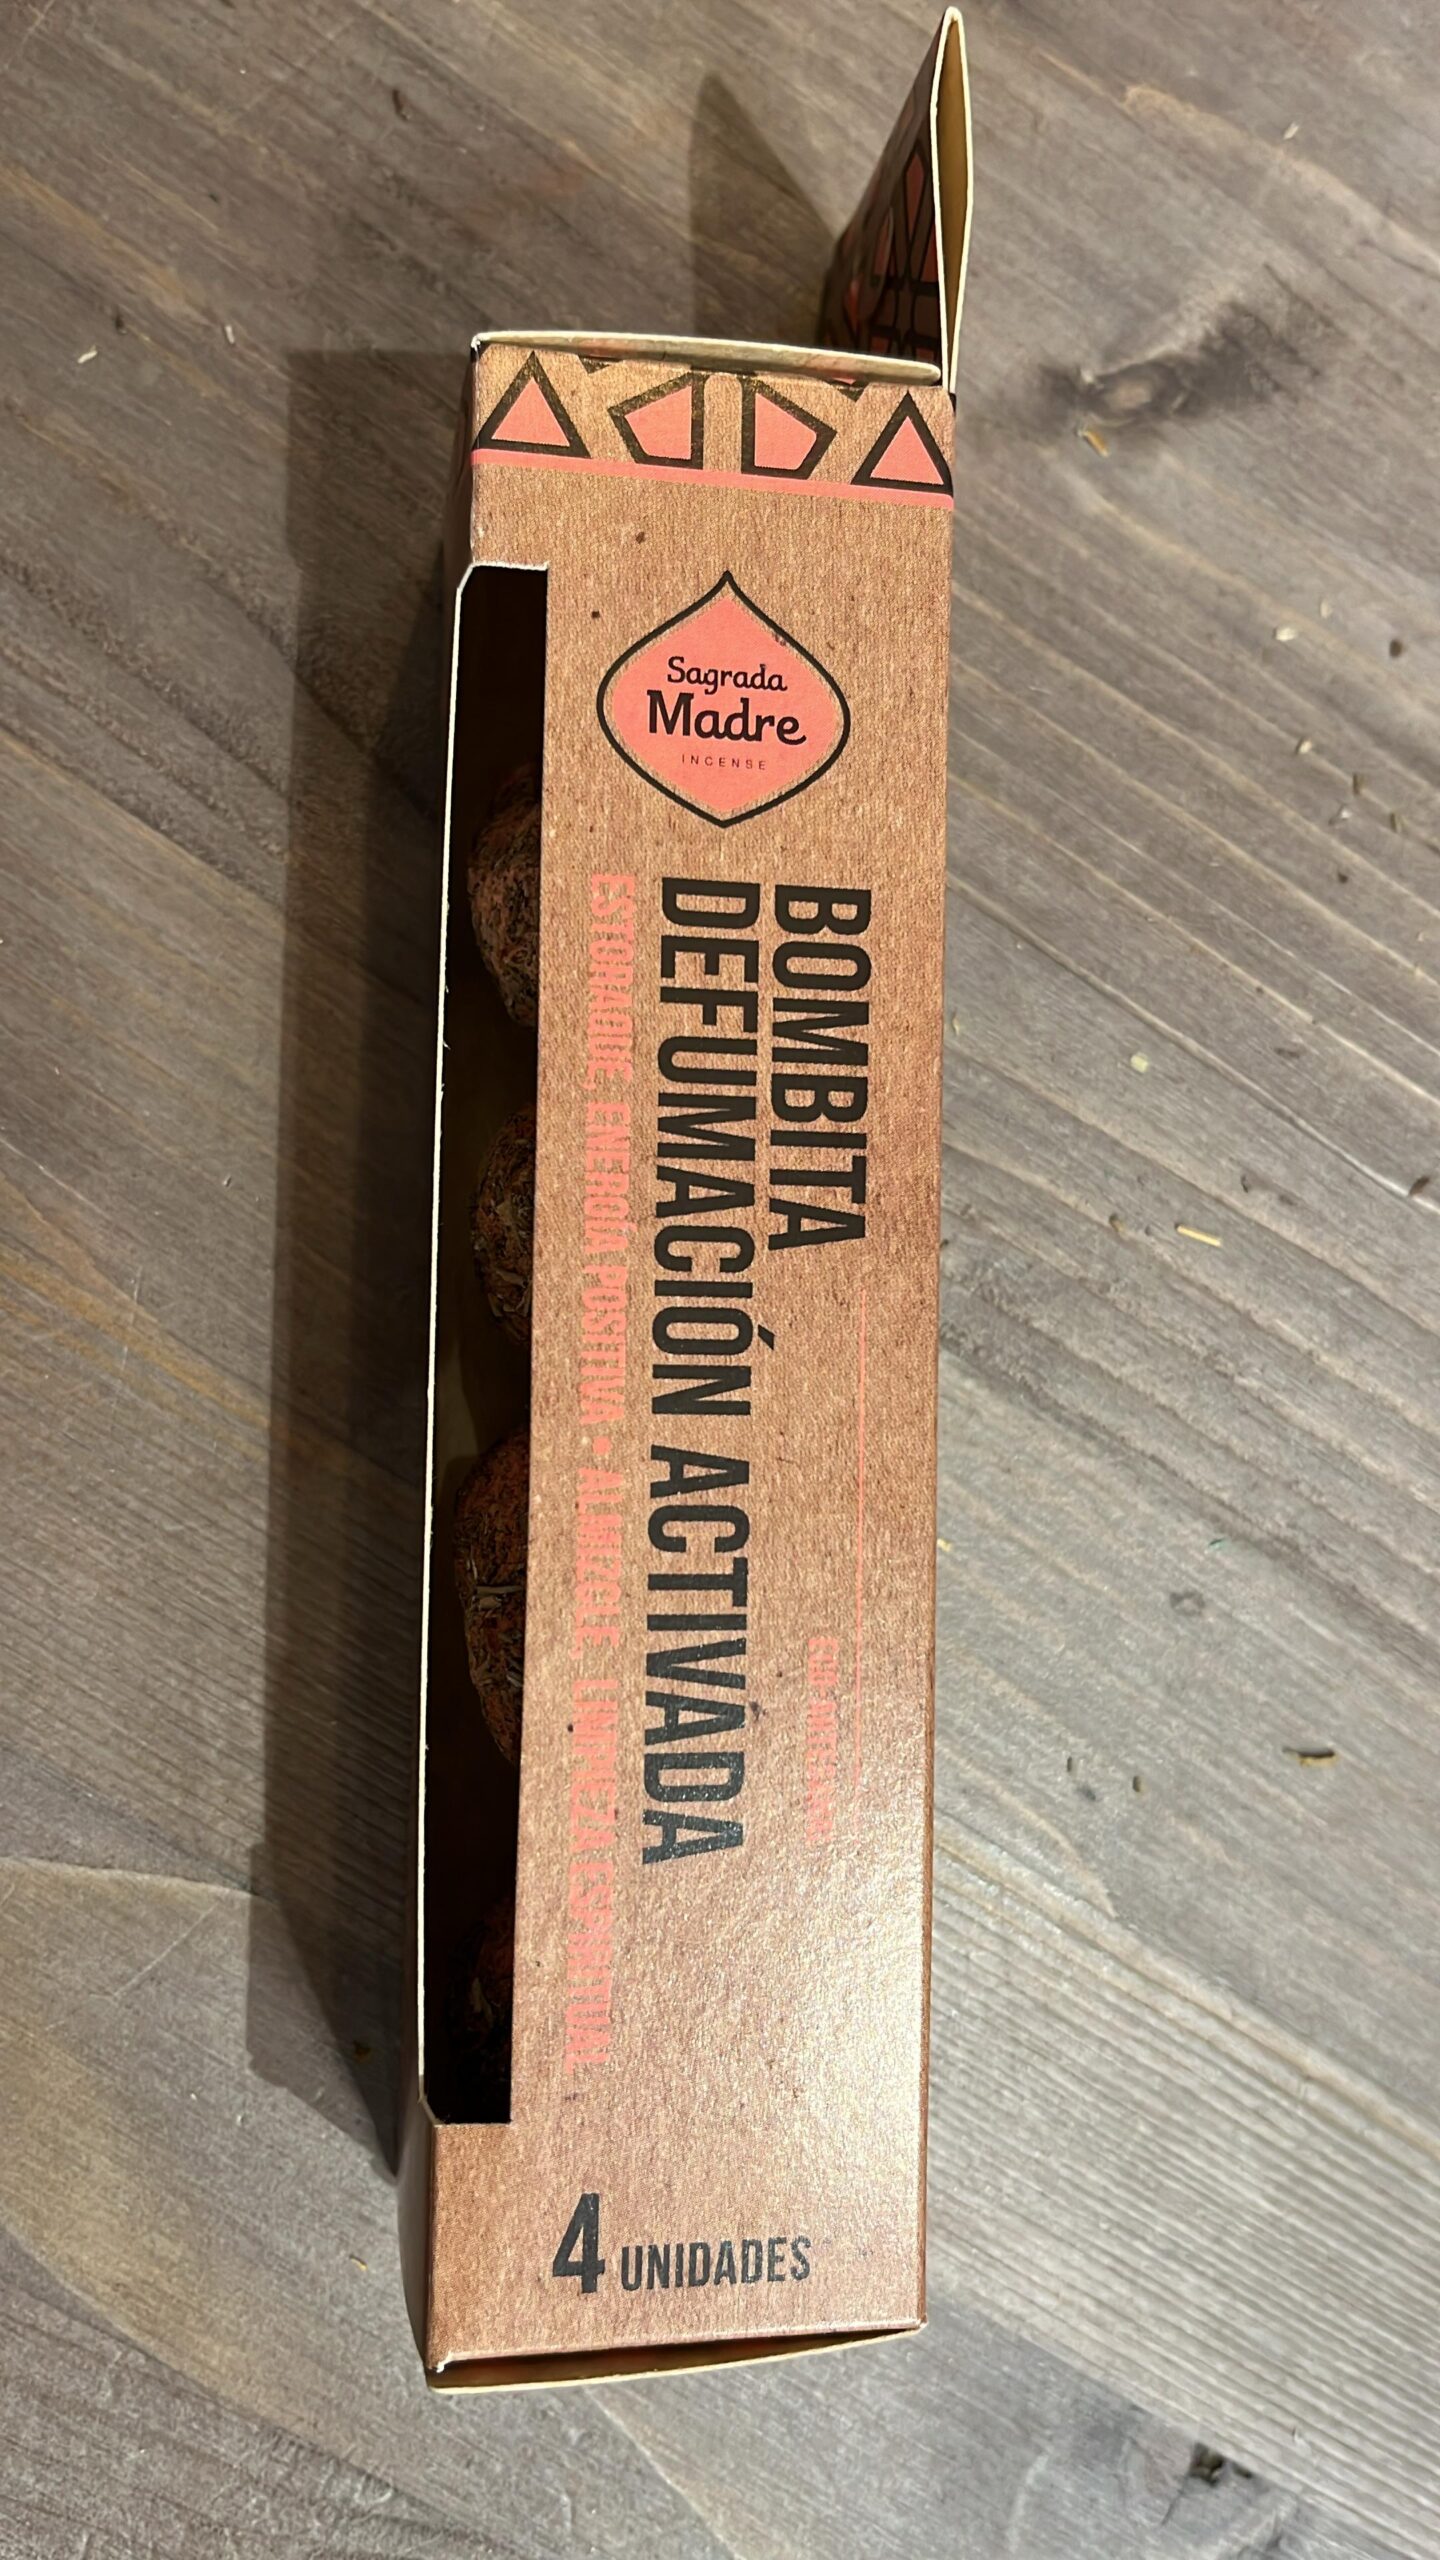 Sagrada
Madre
INCENSE
BOMBITA
DEFUMACIÓN ACTIVADA
ESTORAQUE, ENERGÍA POSITIVA • ALMIZCLE, LIMPIEZA ESPIRITUAL
4 UNIDADES